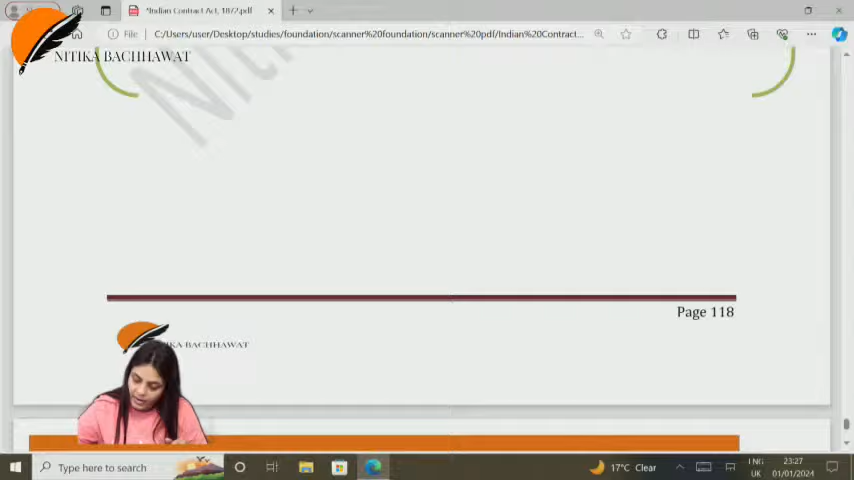 *Indian Contract Act, 1872.pdf
File
C:/Users/user/Desktop/studies/foundation/scanner%20foundation/scanner%20pdf/Indian%20Contract...
NITIKA BACHHAWAT
Page 118
KA BACHHAWAT
Type here to search
17°C Clear
ENG
UK
23:27
01/01/2024